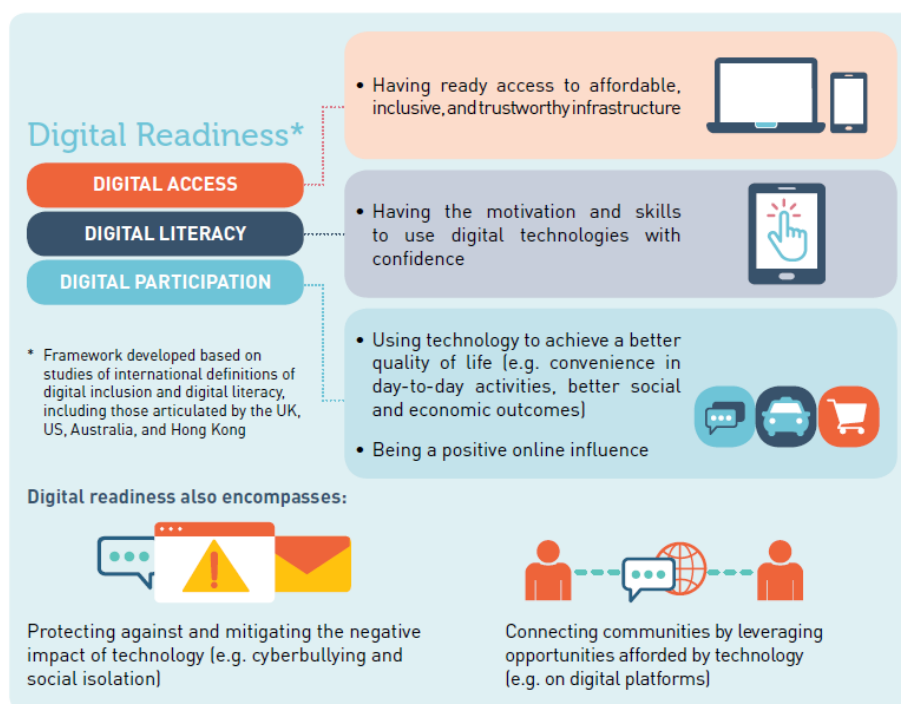 Digital Readiness*
DIGITAL ACCESS
DIGITAL LITERACY
DIGITAL PARTICIPATION
• Having ready access to affordable,
inclusive, and trustworthy infrastructure
• Having the motivation and skills
to use digital technologies with
confidence
• Using technology to achieve a better
quality of life (e.g. convenience in
day-to-day activities, better social
and economic outcomes)
• Being a positive online influence
* Framework developed based on
studies of international definitions of
digital inclusion and digital literacy,
including those articulated by the UK,
US, Australia, and Hong Kong
Digital readiness also encompasses:
Protecting against and mitigating the negative
impact of technology (e.g. cyberbullying and
social isolation)
Connecting communities by leveraging
opportunities afforded by technology
(e.g. on digital platforms)